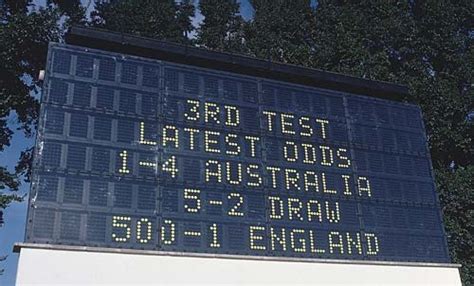 3RD TEST
LATEST ODDS
1-4 AUSTRALIA
5-2 DRAW
500-1 ENGLAND